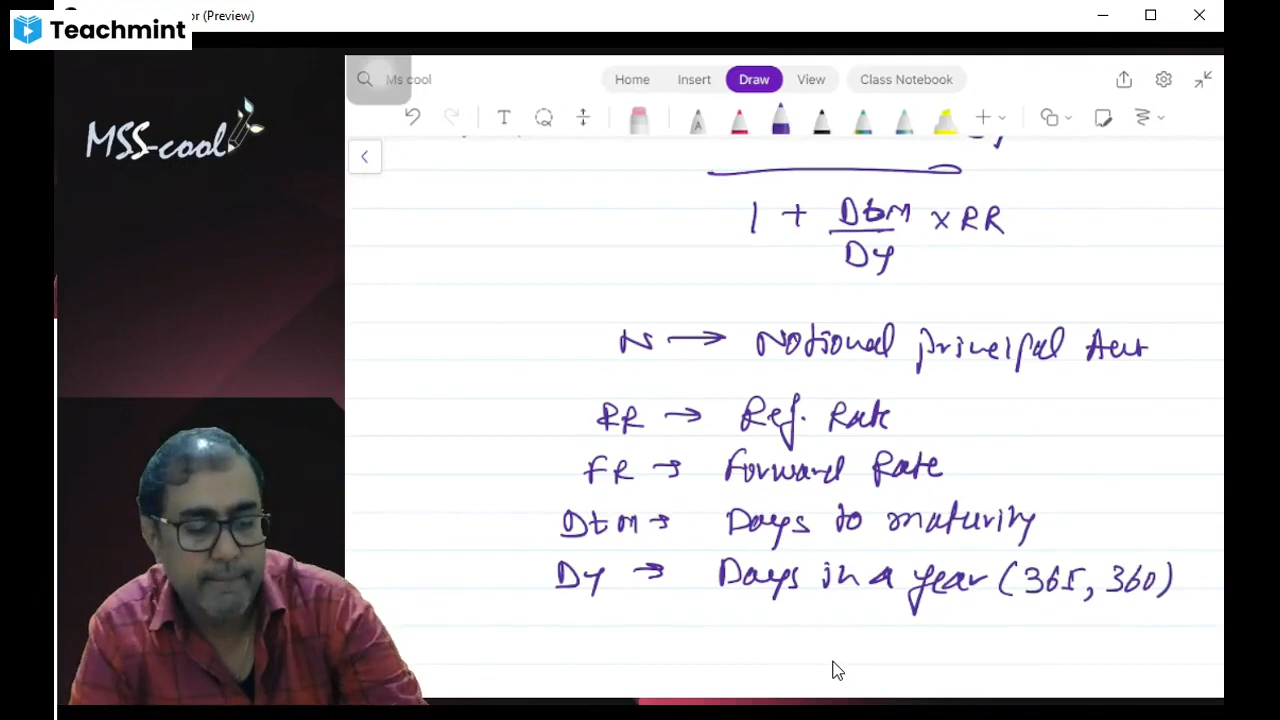 or (Preview)
Teachmint
MSS-cool
Ms cool
Home Insert Draw View Class Notebook
1 + Dtm × RR
Dy
N → Notional principal Amt
RR → Ref. Rate
FR → Forward Rate
DtM → Days to maturity
Dy → Days in a year (365, 360)